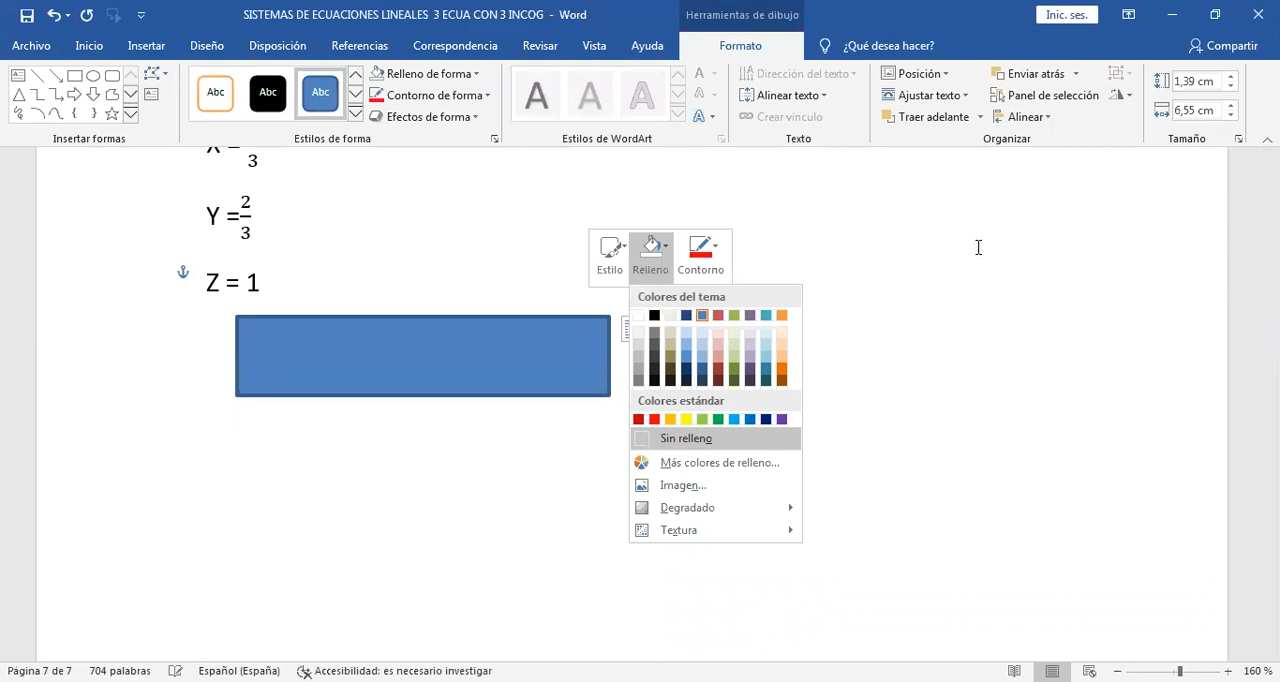 SISTEMAS DE ECUACIONES LINEALES 3 ECUA CON 3 INCOG - Word
Herramientas de dibujo
Inic. ses.
Archivo Inicio Insertar Diseño Disposición Referencias Correspondencia Revisar Vista Ayuda Formato ¿Qué desea hacer? Compartir
Abc Abc Abc
Relleno de forma
Contorno de forma
Efectos de forma
A A A
Dirección del texto
Alinear texto
Crear vínculo
Posición
Ajustar texto
Traer adelante
Enviar atrás
Panel de selección
Alinear
1,39 cm
6,55 cm
Insertar formas Estilos de forma Estilos de WordArt Texto Organizar Tamaño
X =
3
Y = 2
3
Z = 1
Estilo Relleno Contorno
Colores del tema
Colores estándar
Sin relleno
Más colores de relleno...
Imagen...
Degradado
Textura
Página 7 de 7 704 palabras Español (España) Accesibilidad: es necesario investigar 160 %